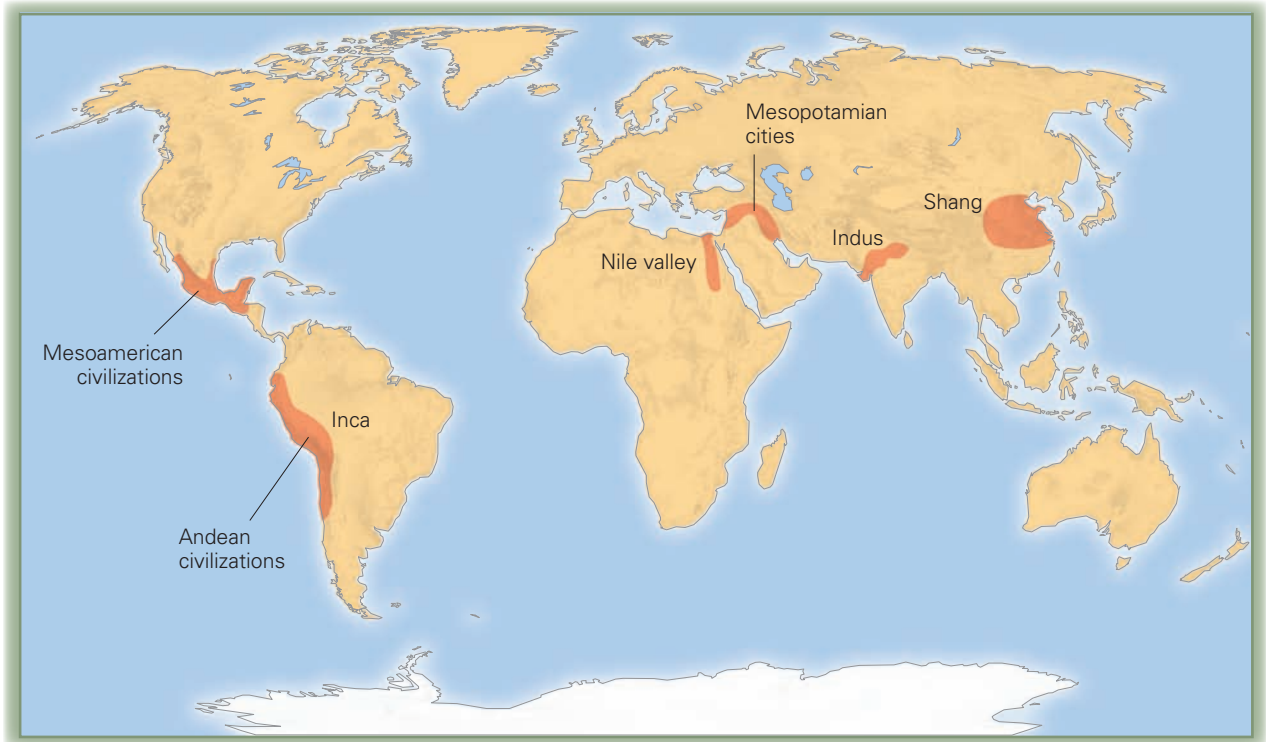 Mesopotamian
cities
Shang
Indus
Nile valley
Mesoamerican
civilizations
Inca
Andean
civilizations